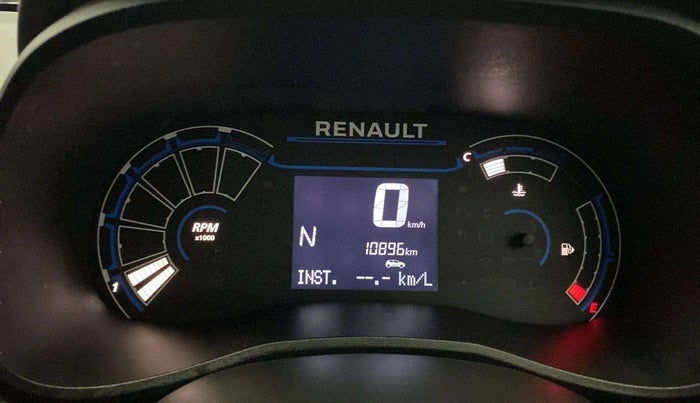 RENAULT
C
0 km/h
RPM
x1000
N
10896km
INST. --.- km/L
1
E